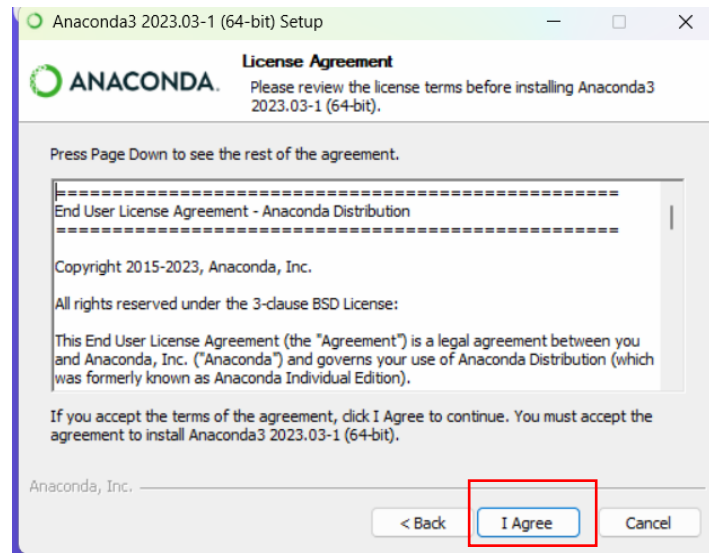 Anaconda3 2023.03-1 (64-bit) Setup
ANACONDA.
License Agreement
Please review the license terms before installing Anaconda3
2023.03-1 (64-bit).
Press Page Down to see the rest of the agreement.
==================================================
End User License Agreement - Anaconda Distribution
==================================================
Copyright 2015-2023, Anaconda, Inc.
All rights reserved under the 3-clause BSD License:
This End User License Agreement (the "Agreement") is a legal agreement between you
and Anaconda, Inc. ("Anaconda") and governs your use of Anaconda Distribution (which
was formerly known as Anaconda Individual Edition).
If you accept the terms of the agreement, click I Agree to continue. You must accept the
agreement to install Anaconda3 2023.03-1 (64-bit).
Anaconda, Inc.
< Back I Agree Cancel